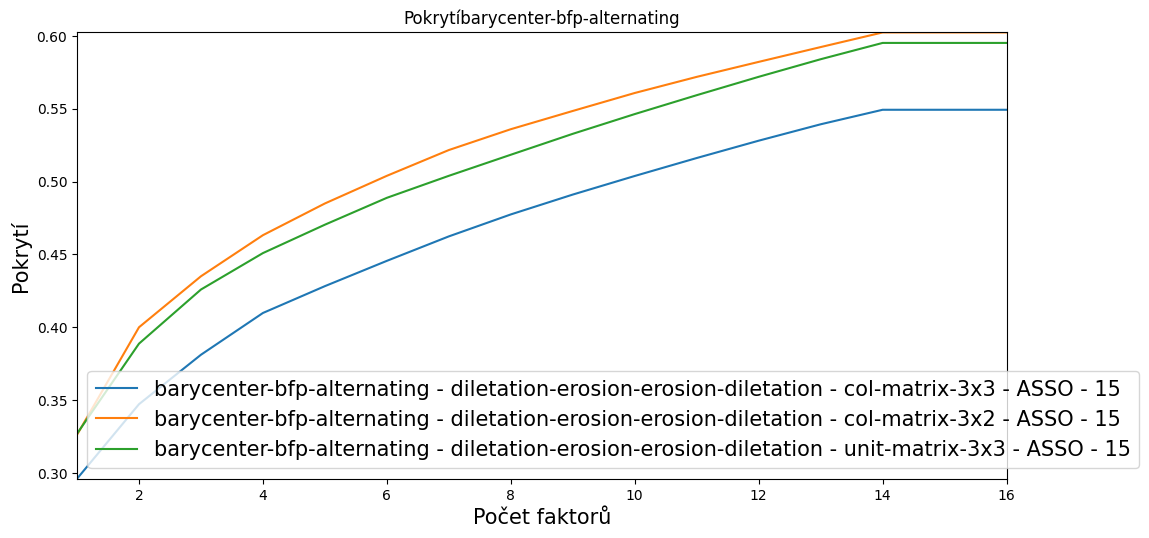 Pokrytíbarycenter-bfp-alternating
0.60
0.55
0.50
0.45
0.40
0.35
0.30
Pokrytí
barycenter-bfp-alternating - diletation-erosion-erosion-diletation - col-matrix-3x3 - ASSO - 15
barycenter-bfp-alternating - diletation-erosion-erosion-diletation - col-matrix-3x2 - ASSO - 15
barycenter-bfp-alternating - diletation-erosion-erosion-diletation - unit-matrix-3x3 - ASSO - 15
2 4 6 8 10 12 14 16
Počet faktorů